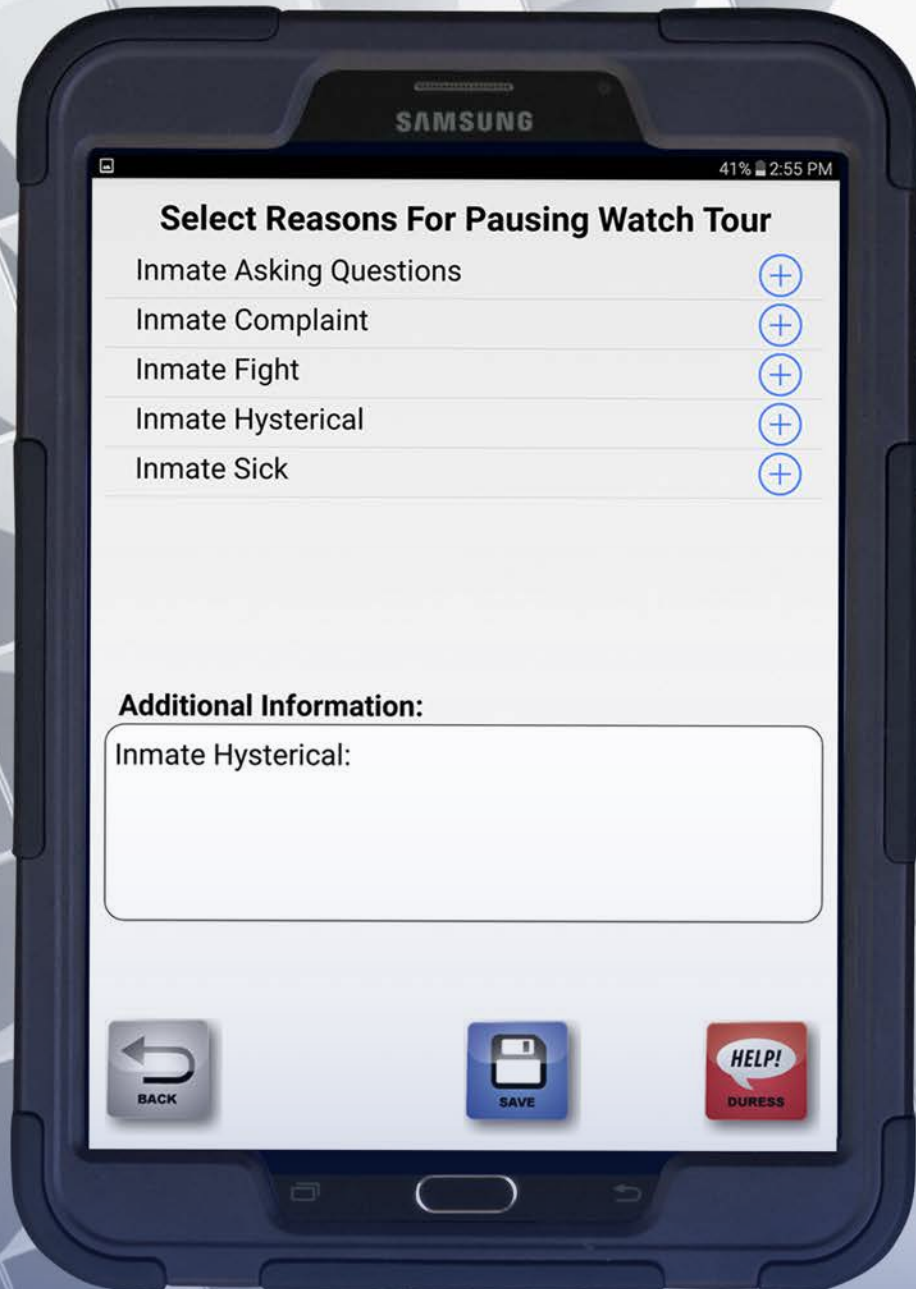 SAMSUNG
41% 2:55 PM
Select Reasons For Pausing Watch Tour
Inmate Asking Questions
Inmate Complaint
Inmate Fight
Inmate Hysterical
Inmate Sick
Additional Information:
Inmate Hysterical:
BACK
SAVE
HELP!
DURESS